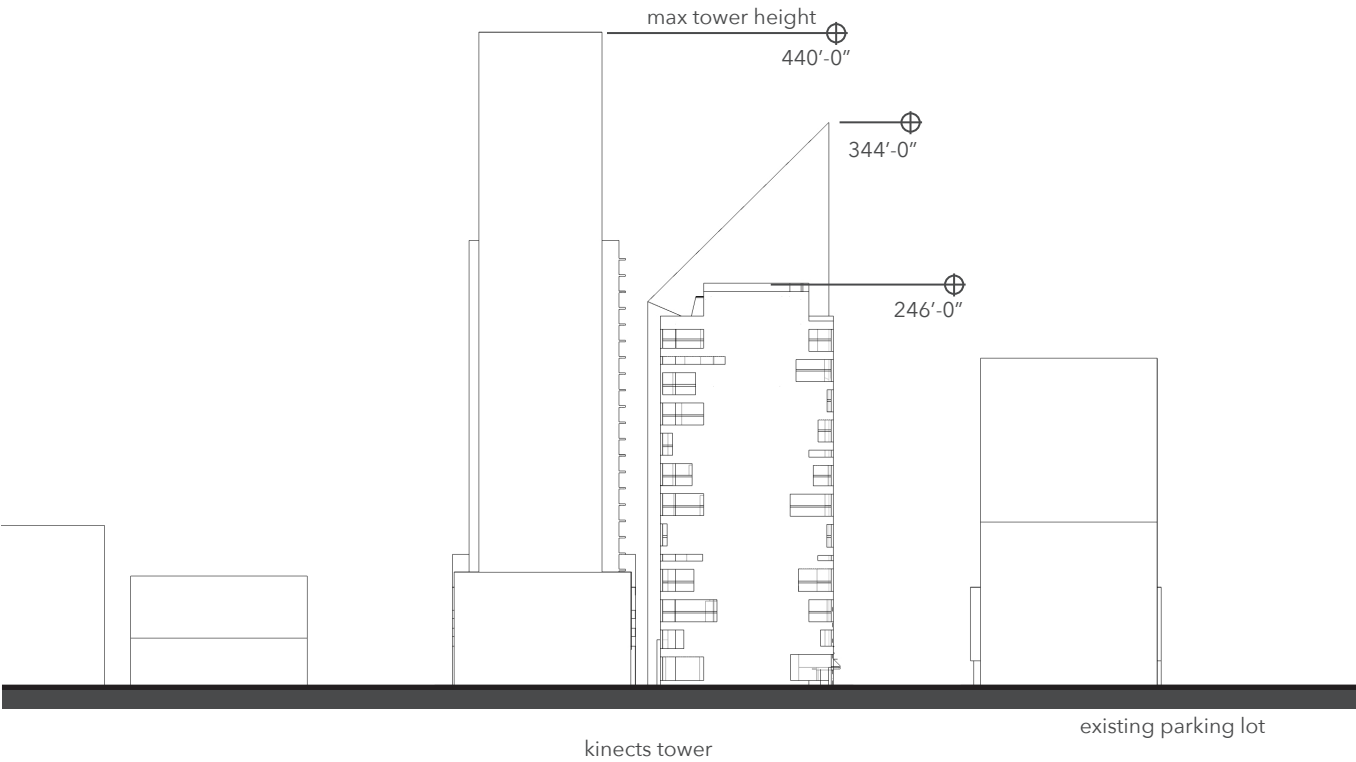 max tower height
440’-0”
344’-0”
246’-0”
existing parking lot
kinects tower